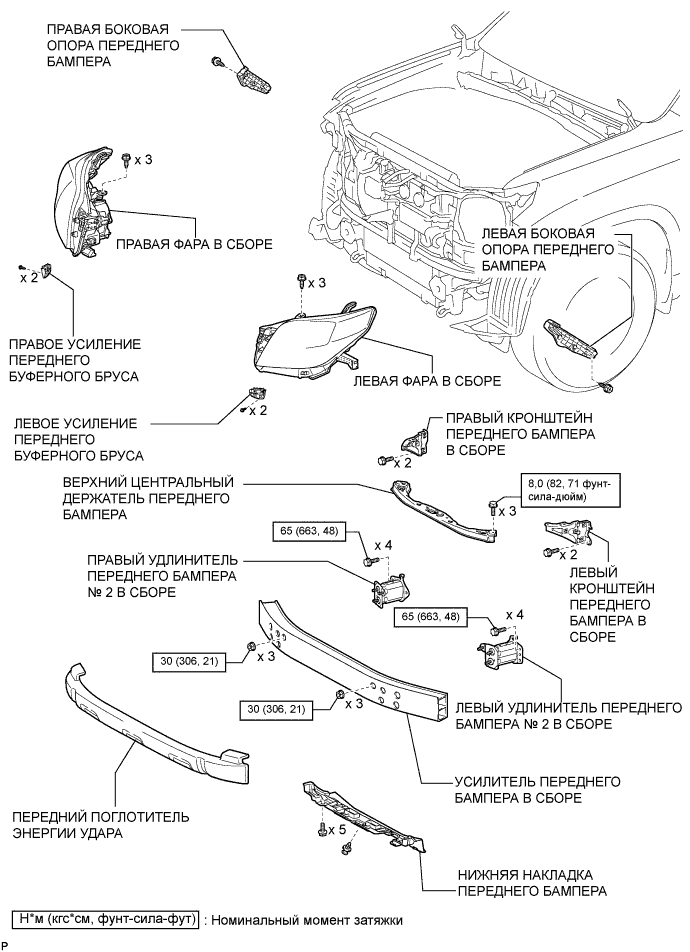 ПРАВАЯ БОКОВАЯ
ОПОРА ПЕРЕДНЕГО
БАМПЕРА
x 3
ПРАВАЯ ФАРА В СБОРЕ
ЛЕВАЯ БОКОВАЯ
ОПОРА ПЕРЕДНЕГО
БАМПЕРА
x 2
x 3
ПРАВОЕ УСИЛЕНИЕ
ПЕРЕДНЕГО
БУФЕРНОГО БРУСА
ЛЕВАЯ ФАРА В СБОРЕ
x 2
ЛЕВОЕ УСИЛЕНИЕ
ПЕРЕДНЕГО
БУФЕРНОГО БРУСА
ПРАВЫЙ КРОНШТЕЙН
ПЕРЕДНЕГО БАМПЕРА
В СБОРЕ
x 2
ВЕРХНИЙ ЦЕНТРАЛЬНЫЙ
ДЕРЖАТЕЛЬ ПЕРЕДНЕГО
БАМПЕРА
8,0 (82, 71 фунт-
сила-дюйм)
x 3
65 (663, 48)
x 4
x 2
ПРАВЫЙ УДЛИНИТЕЛЬ
ПЕРЕДНЕГО БАМПЕРА
№ 2 В СБОРЕ
ЛЕВЫЙ
КРОНШТЕЙН
ПЕРЕДНЕГО
БАМПЕРА В
СБОРЕ
65 (663, 48)
x 4
30 (306, 21)
x 3
30 (306, 21)
x 3
ЛЕВЫЙ УДЛИНИТЕЛЬ ПЕРЕДНЕГО
БАМПЕРА № 2 В СБОРЕ
УСИЛИТЕЛЬ ПЕРЕДНЕГО
БАМПЕРА В СБОРЕ
ПЕРЕДНИЙ ПОГЛОТИТЕЛЬ
ЭНЕРГИИ УДАРА
x 5
НИЖНЯЯ НАКЛАДКА
ПЕРЕДНЕГО БАМПЕРА
Н*м (кгс*см, фунт-сила-фут) : Номинальный момент затяжки
P